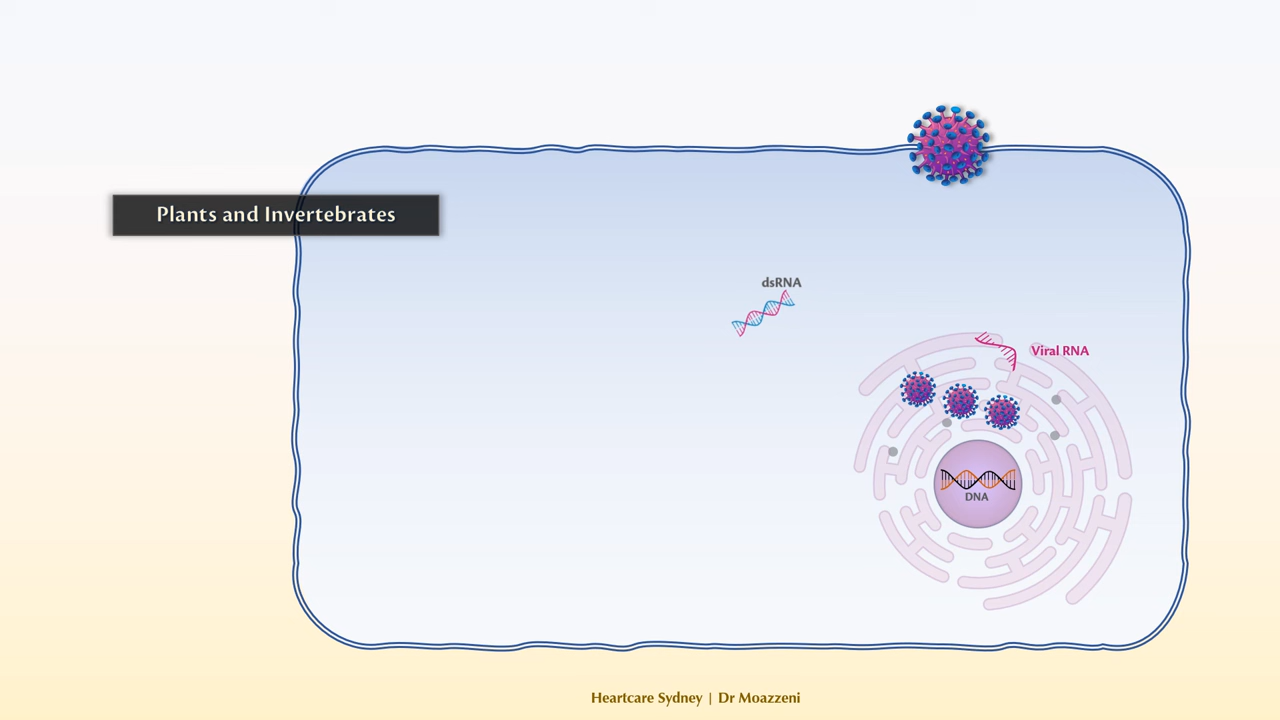 Plants and Invertebrates
dsRNA
Viral RNA
DNA
Heartcare Sydney | Dr Moazzeni